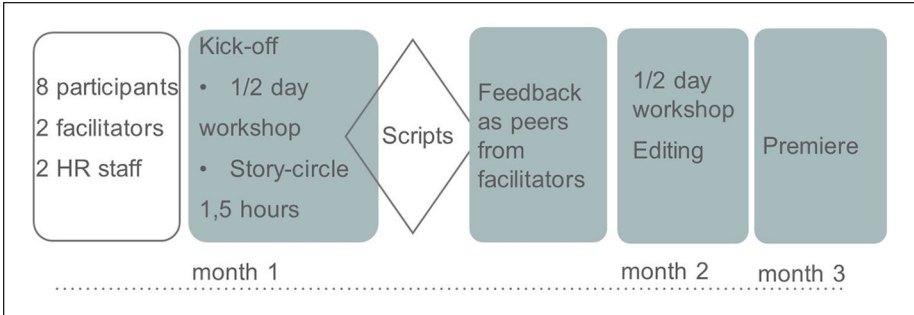 8 participants
2 facilitators
2 HR staff
Kick-off
• 1/2 day
workshop
• Story-circle
1,5 hours
Scripts
Feedback
as peers
from
facilitators
1/2 day
workshop
Editing
Premiere
month 1
month 2
month 3